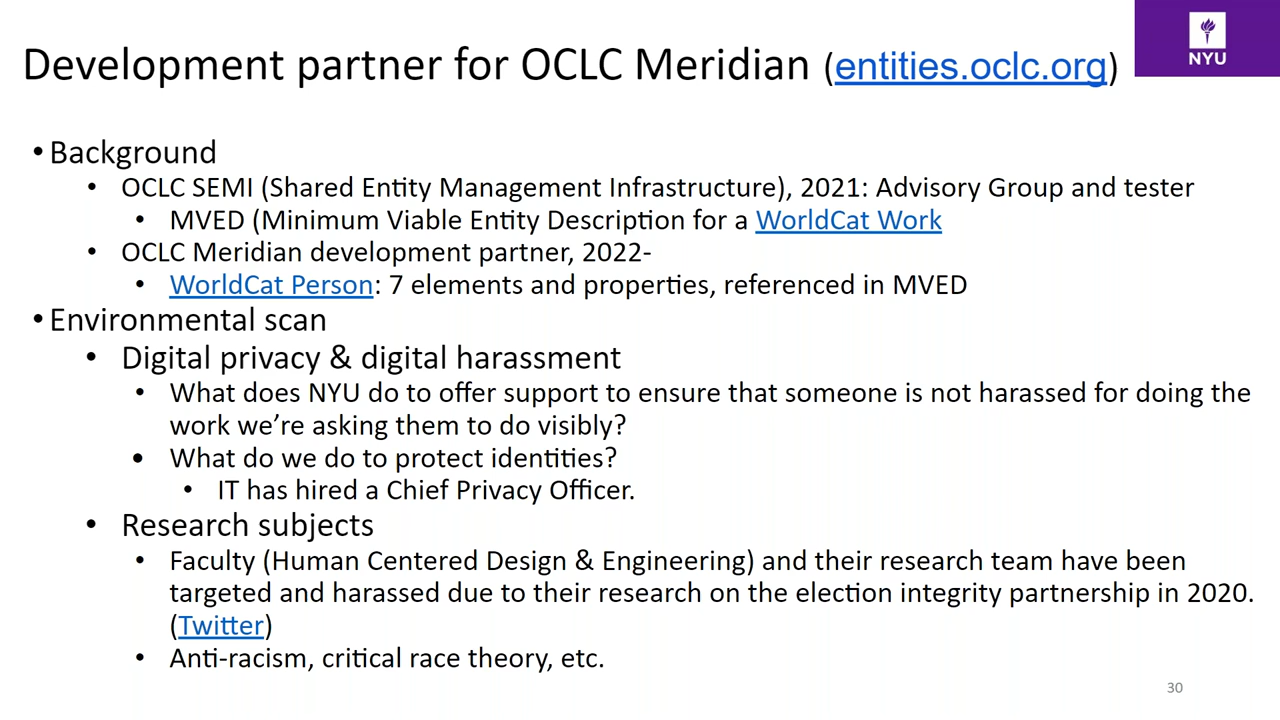 Development partner for OCLC Meridian (entities.oclc.org)
NYU
• Background
• OCLC SEMI (Shared Entity Management Infrastructure), 2021: Advisory Group and tester
• MVED (Minimum Viable Entity Description for a WorldCat Work
• OCLC Meridian development partner, 2022-
• WorldCat Person: 7 elements and properties, referenced in MVED
• Environmental scan
• Digital privacy & digital harassment
• What does NYU do to offer support to ensure that someone is not harassed for doing the
work we’re asking them to do visibly?
• What do we do to protect identities?
• IT has hired a Chief Privacy Officer.
• Research subjects
• Faculty (Human Centered Design & Engineering) and their research team have been
targeted and harassed due to their research on the election integrity partnership in 2020.
(Twitter)
• Anti-racism, critical race theory, etc.
30